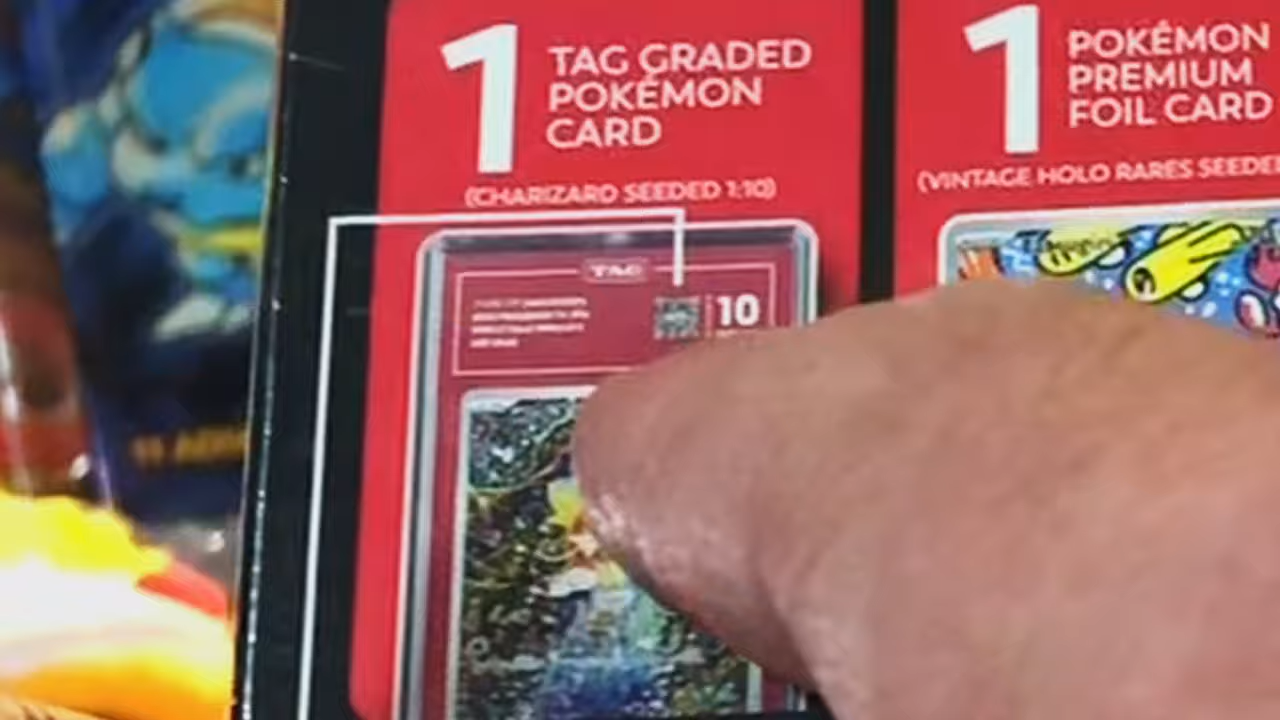 1
TAG GRADED
POKÉMON
CARD
(CHARIZARD SEEDED 1:10)
TAG
10
1
POKÉMON
PREMIUM
FOIL CARD
(VINTAGE HOLO RARES SEEDE